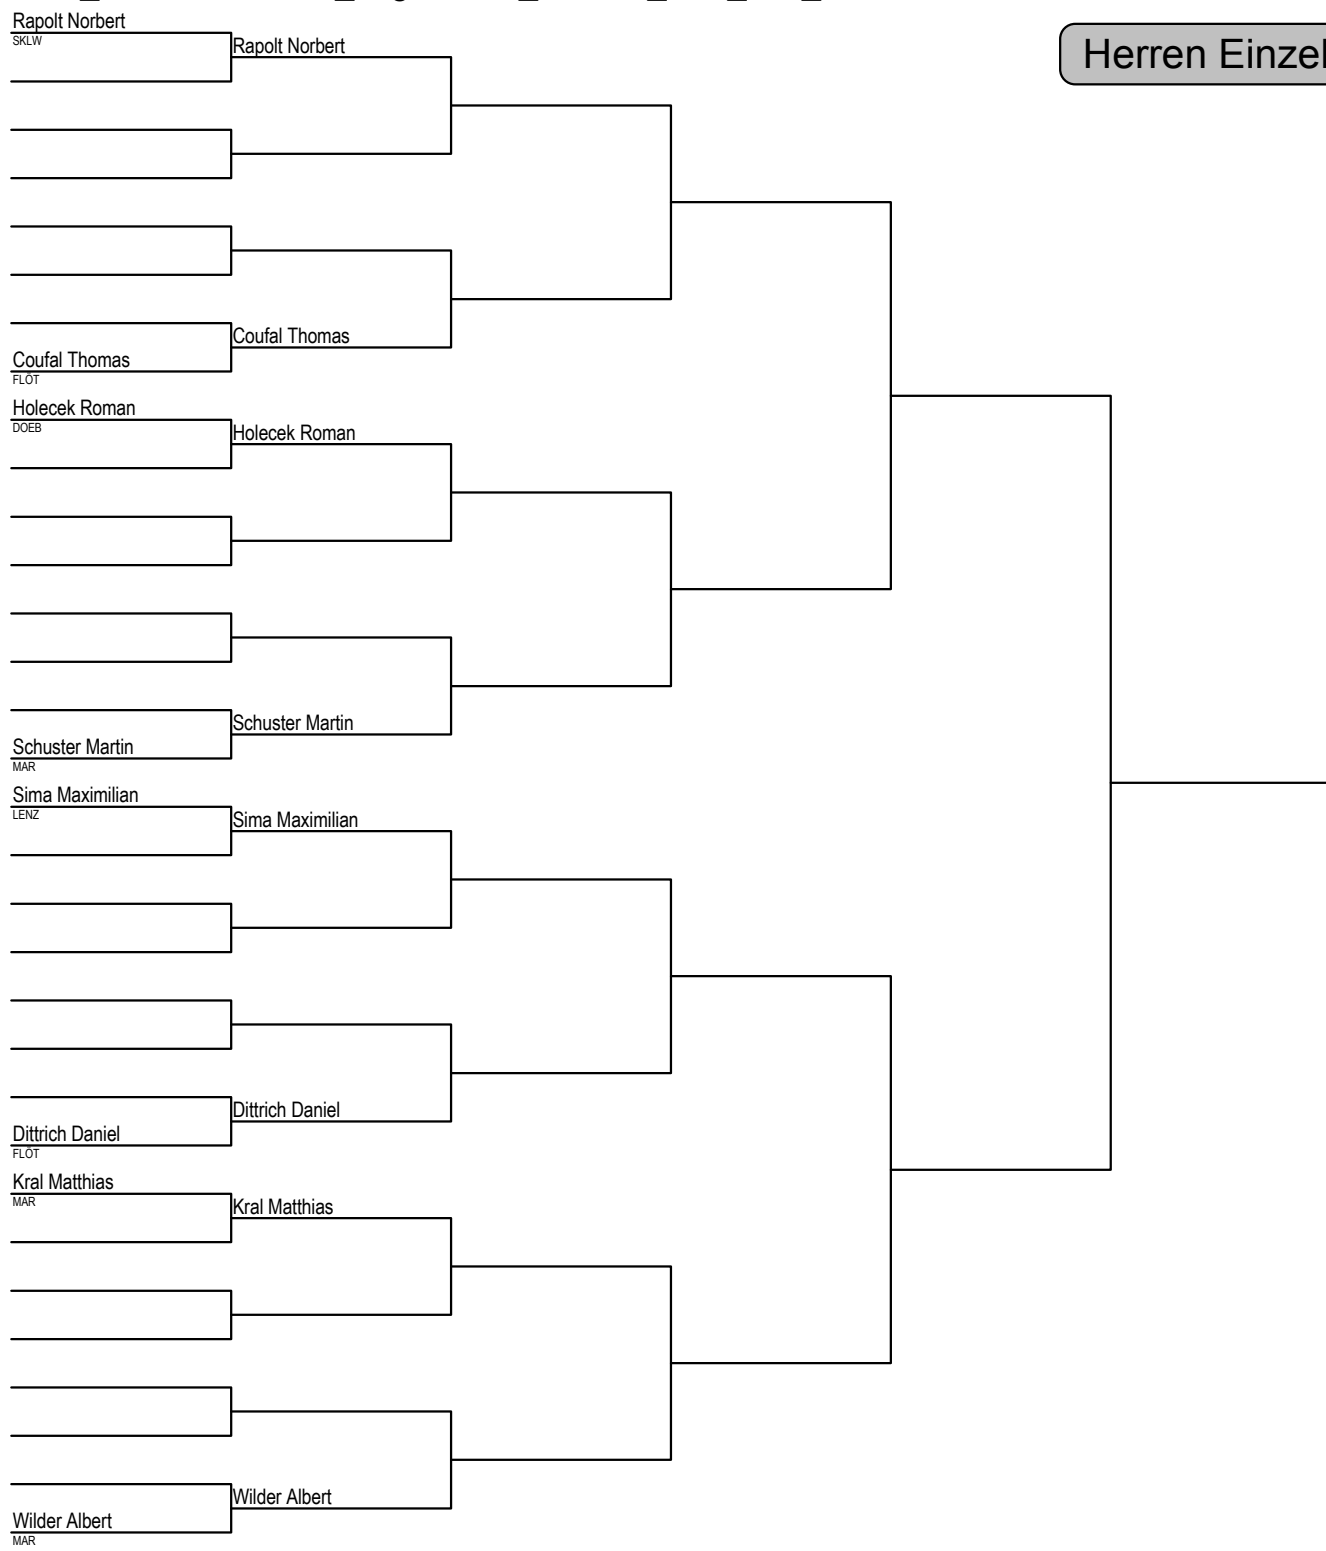 Rapolt Norbert
SKLW
Rapolt Norbert
Herren Einzel
Coufal Thomas
Coufal Thomas
FLÖT
Holecek Roman
DOEB
Holecek Roman
Schuster Martin
Schuster Martin
MAR
Sima Maximilian
LENZ
Sima Maximilian
Dittrich Daniel
Dittrich Daniel
FLÖT
Kral Matthias
MAR
Kral Matthias
Wilder Albert
Wilder Albert
MAR